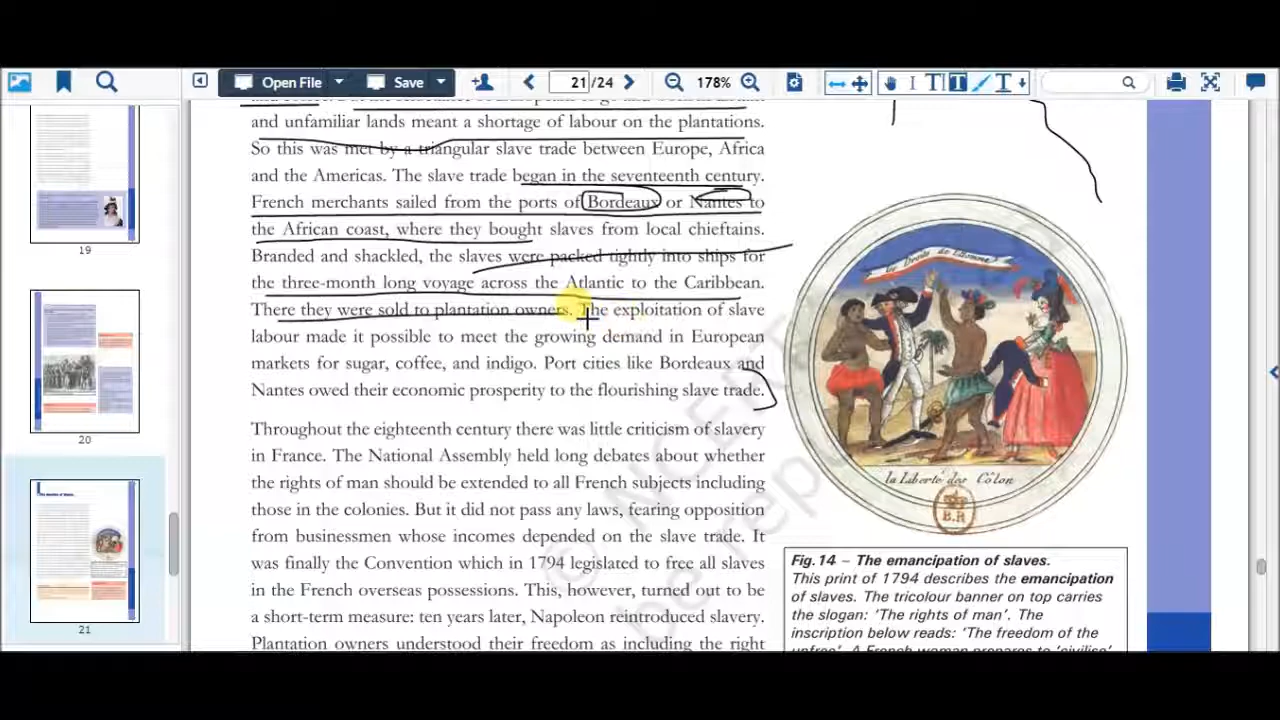 Open File
Save
21 /24
178%
and unfamiliar lands meant a shortage of labour on the plantations.
So this was met by a triangular slave trade between Europe, Africa
and the Americas. The slave trade began in the seventeenth century.
French merchants sailed from the ports of Bordeaux or Nantes to
the African coast, where they bought slaves from local chieftains.
Branded and shackled, the slaves were packed tightly into ships for
the three-month long voyage across the Atlantic to the Caribbean.
There they were sold to plantation owners. The exploitation of slave
labour made it possible to meet the growing demand in European
markets for sugar, coffee, and indigo. Port cities like Bordeaux and
Nantes owed their economic prosperity to the flourishing slave trade.
Throughout the eighteenth century there was little criticism of slavery
in France. The National Assembly held long debates about whether
the rights of man should be extended to all French subjects including
those in the colonies. But it did not pass any laws, fearing opposition
from businessmen whose incomes depended on the slave trade. It
was finally the Convention which in 1794 legislated to free all slaves
in the French overseas possessions. This, however, turned out to be
a short-term measure: ten years later, Napoleon reintroduced slavery.
Plantation owners understood their freedom as including the right
la Liberté des Côlon
B.R
Fig.14 – The emancipation of slaves.
This print of 1794 describes the emancipation
of slaves. The tricolour banner on top carries
the slogan: 'The rights of man'. The
inscription below reads: 'The freedom of the
unfree'. A French woman prepares to 'civilise'
19
20
21